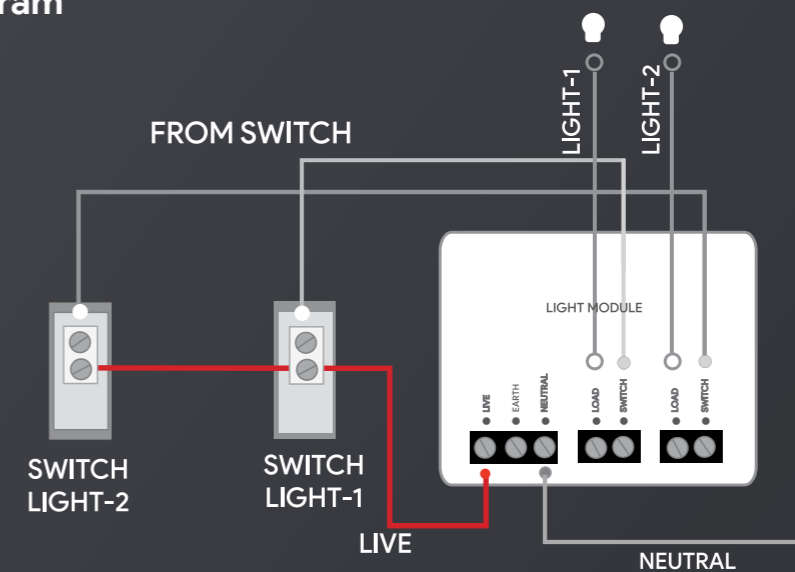 ram
LIGHT-1
LIGHT-2
FROM SWITCH
LIGHT MODULE
LIVE
EARTH
NEUTRAL
LOAD
SWITCH
LOAD
SWITCH
SWITCH
LIGHT-2
SWITCH
LIGHT-1
LIVE
NEUTRAL